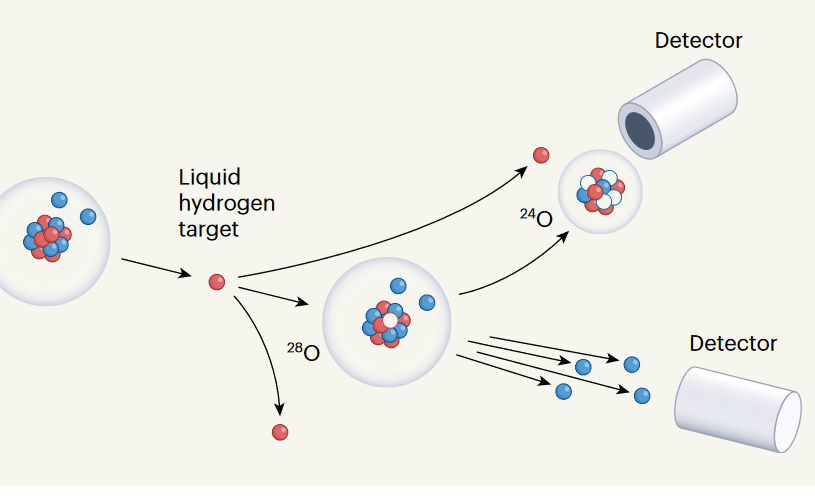 Detector
Liquid
hydrogen
target
²⁴O
²⁸O
Detector